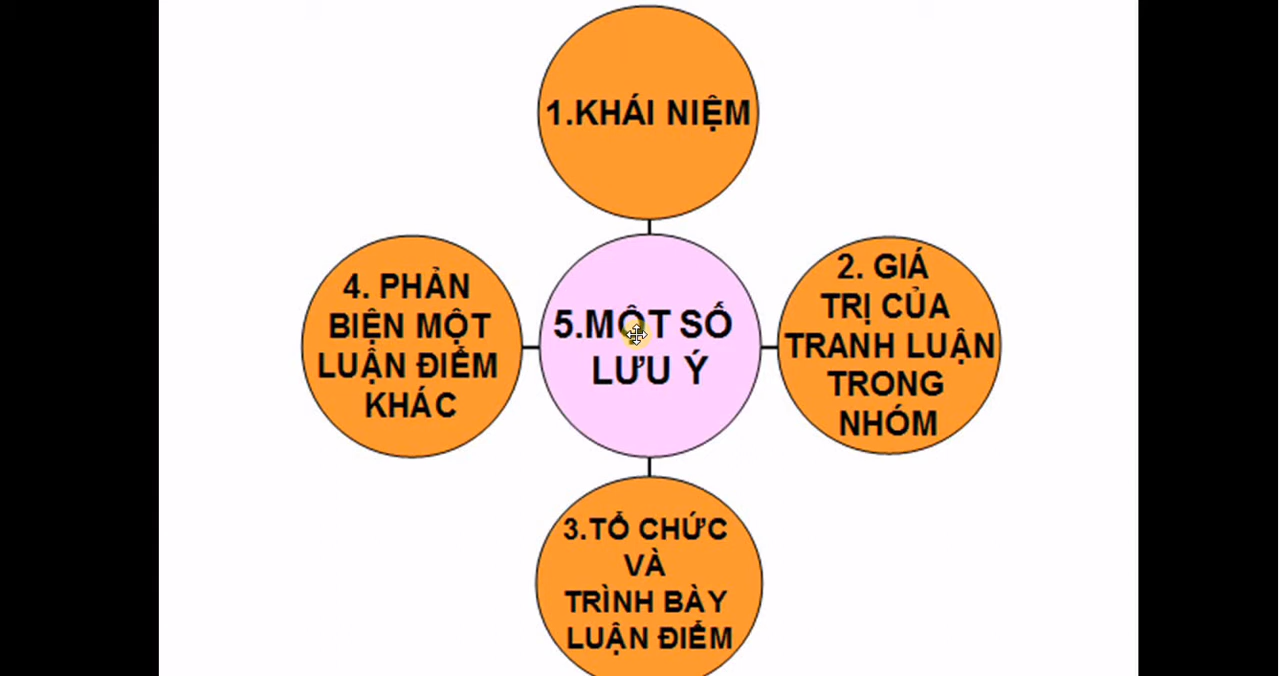 1.KHÁI NIỆM
4. PHẢN
BIỆN MỘT
LUẬN ĐIỂM
KHÁC
5.MỘT SỐ
LƯU Ý
2. GIÁ
TRỊ CỦA
TRANH LUẬN
TRONG
NHÓM
3.TỔ CHỨC
VÀ
TRÌNH BÀY
LUẬN ĐIỂM